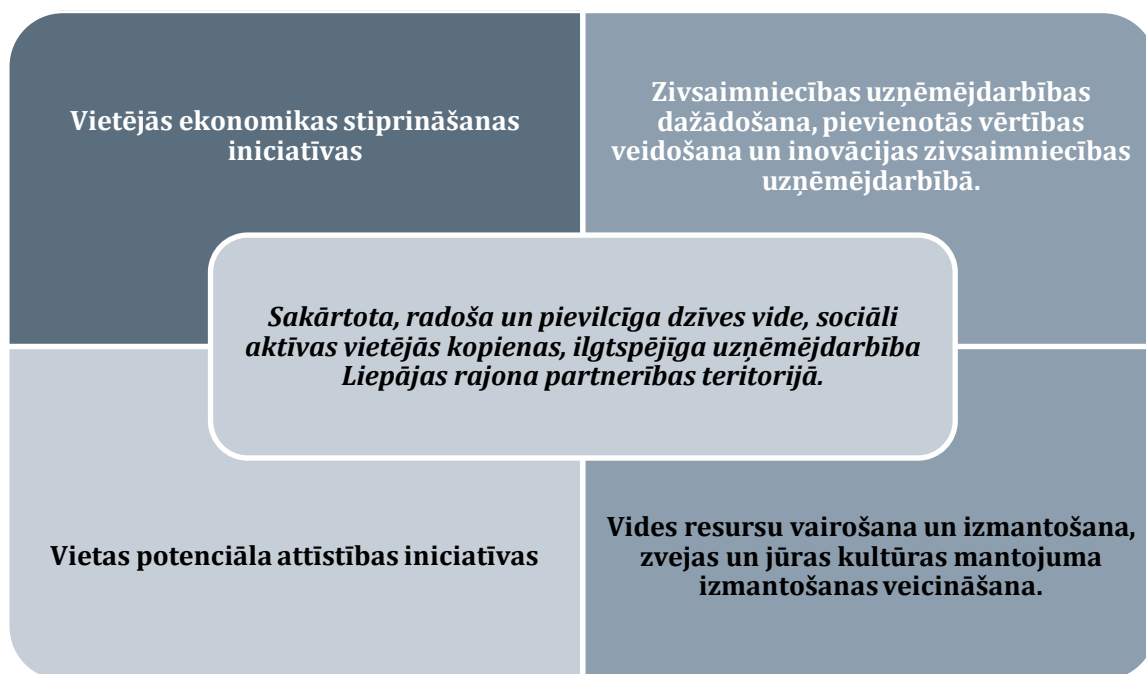 Vietējās ekonomikas stiprināšanas
iniciatīvas
Zivsaimniecības uzņēmējdarbības
dažādošana, pievienotās vērtības
veidošana un inovācijas zivsaimniecības
uzņēmējdarbībā.
Sakārtota, radoša un pievilcīga dzīves vide, sociāli
aktīvas vietējās kopienas, ilgtspējīga uzņēmējdarbība
Liepājas rajona partnerības teritorijā.
Vietas potenciāla attīstības iniciatīvas
Vides resursu vairošana un izmantošana,
zvejas un jūras kultūras mantojuma
izmantošanas veicināšana.